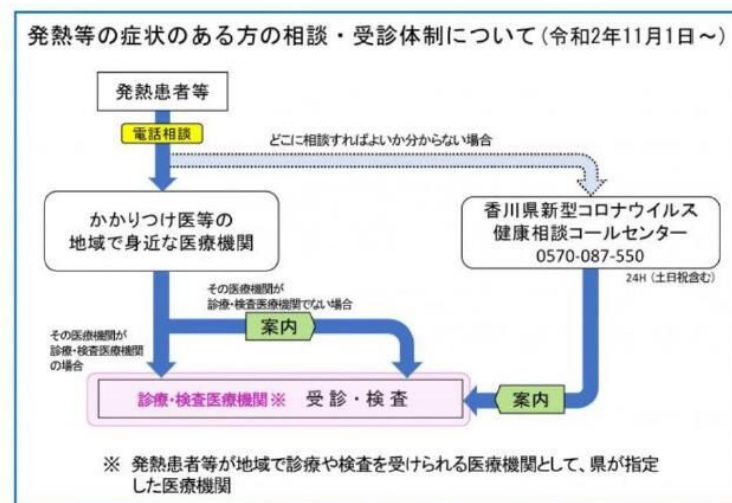 発熱等の症状のある方の相談・受診体制について(令和2年11月1日～)
発熱患者等
電話相談
どこに相談すればよいか分からない場合
かかりつけ医等の
地域で身近な医療機関
香川県新型コロナウイルス
健康相談コールセンター
0570-087-550
24H (土日祝含む)
その医療機関が
診療・検査医療機関でない場合
案内
その医療機関が
診療・検査医療機関
の場合
診療・検査医療機関※ 受診・検査
案内
※ 発熱患者等が地域で診療や検査を受けられる医療機関として、県が指定
した医療機関